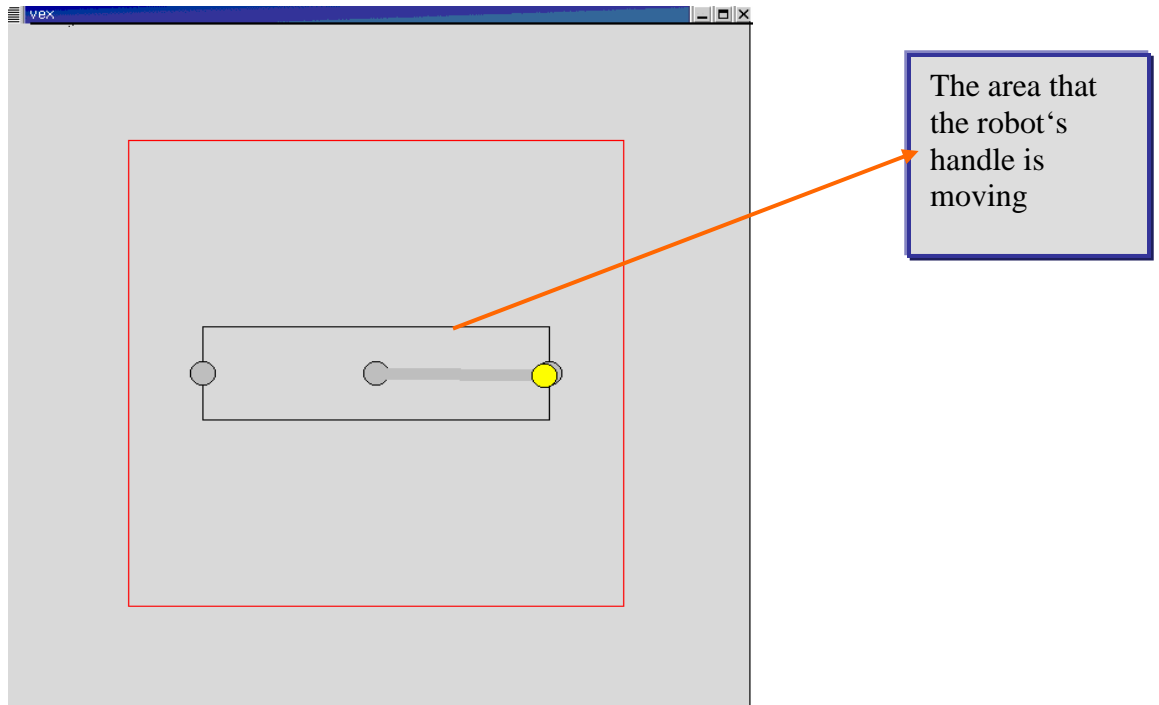 vex
The area that
the robot‘s
handle is
moving